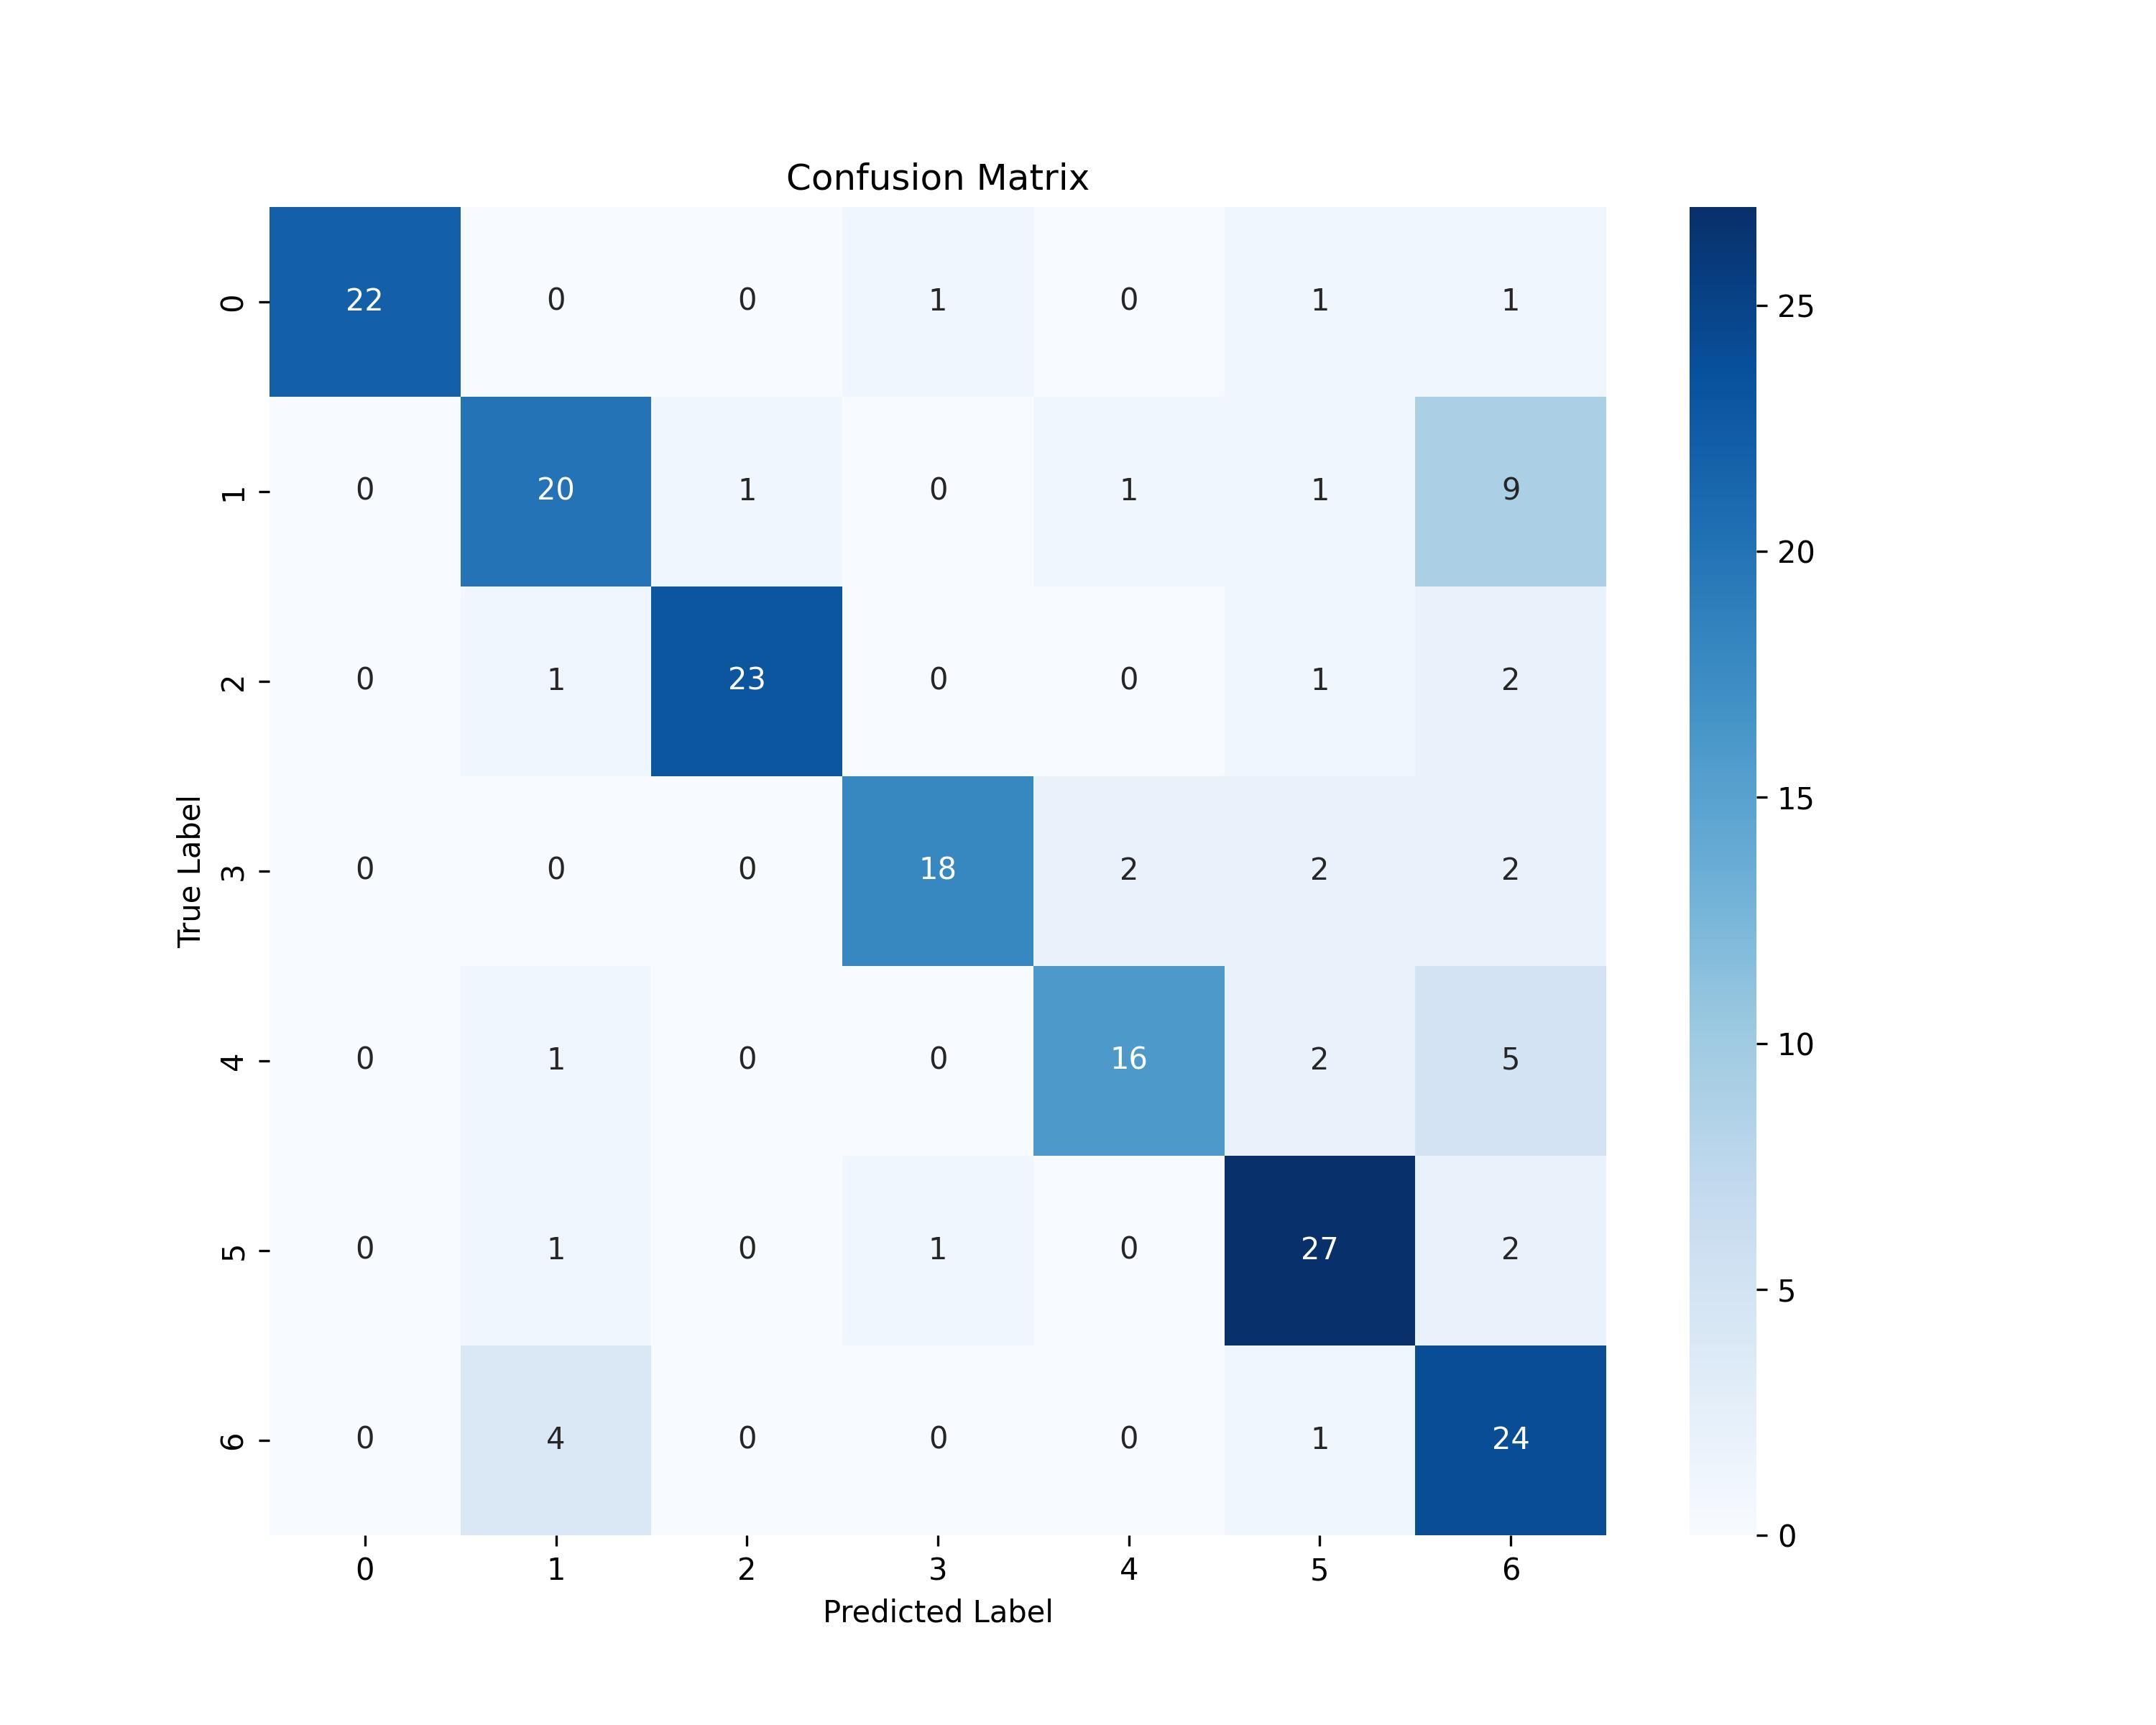 Confusion Matrix
0 22 0 0 1 0 1 1
1 0 20 1 0 1 1 9
2 0 1 23 0 0 1 2
3 0 0 0 18 2 2 2
4 0 1 0 0 16 2 5
5 0 1 0 1 0 27 2
6 0 4 0 0 0 1 24
0 1 2 3 4 5 6
Predicted Label
True Label
25
20
15
10
5
0